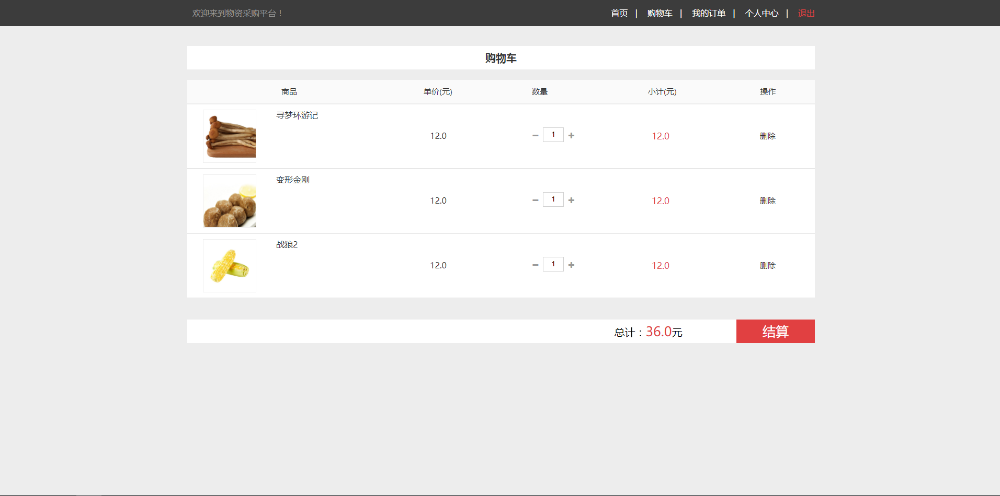 欢迎来到物资采购平台！ 首页 | 购物车 | 我的订单 | 个人中心 | 退出
购物车
商品 单价(元) 数量 小计(元) 操作
寻梦环游记
12.0 － 1 + 12.0 删除
变形金刚
12.0 － 1 + 12.0 删除
战狼2
12.0 － 1 + 12.0 删除
总计：36.0元 结算